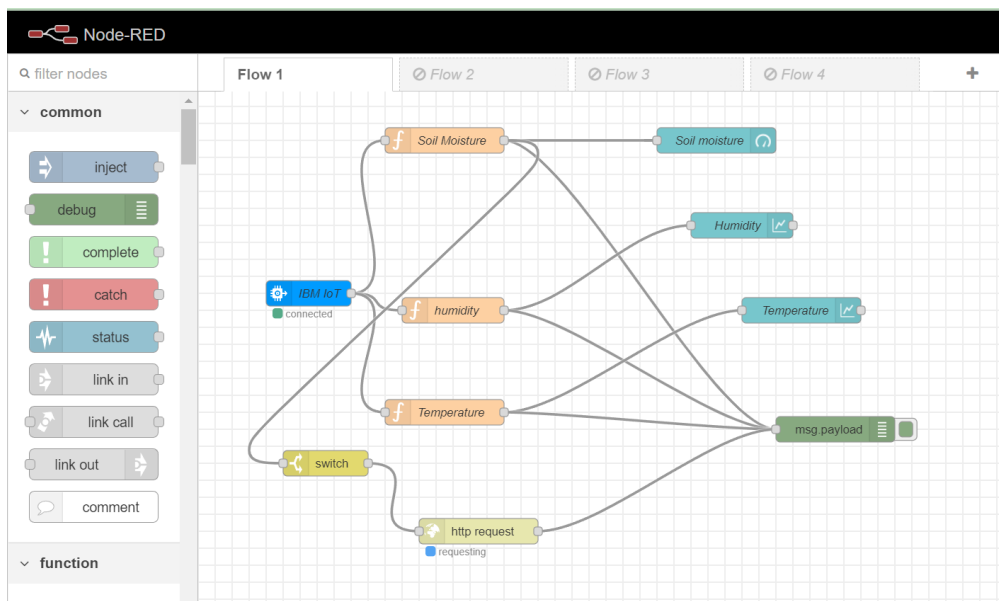 Node-RED
filter nodes
Flow 1
Flow 2
Flow 3
Flow 4
common
inject
debug
complete
catch
status
link in
link call
link out
comment
function
Soil Moisture
Soil moisture
Humidity
IBM IoT
connected
humidity
Temperature
Temperature
msg.payload
switch
http request
requesting